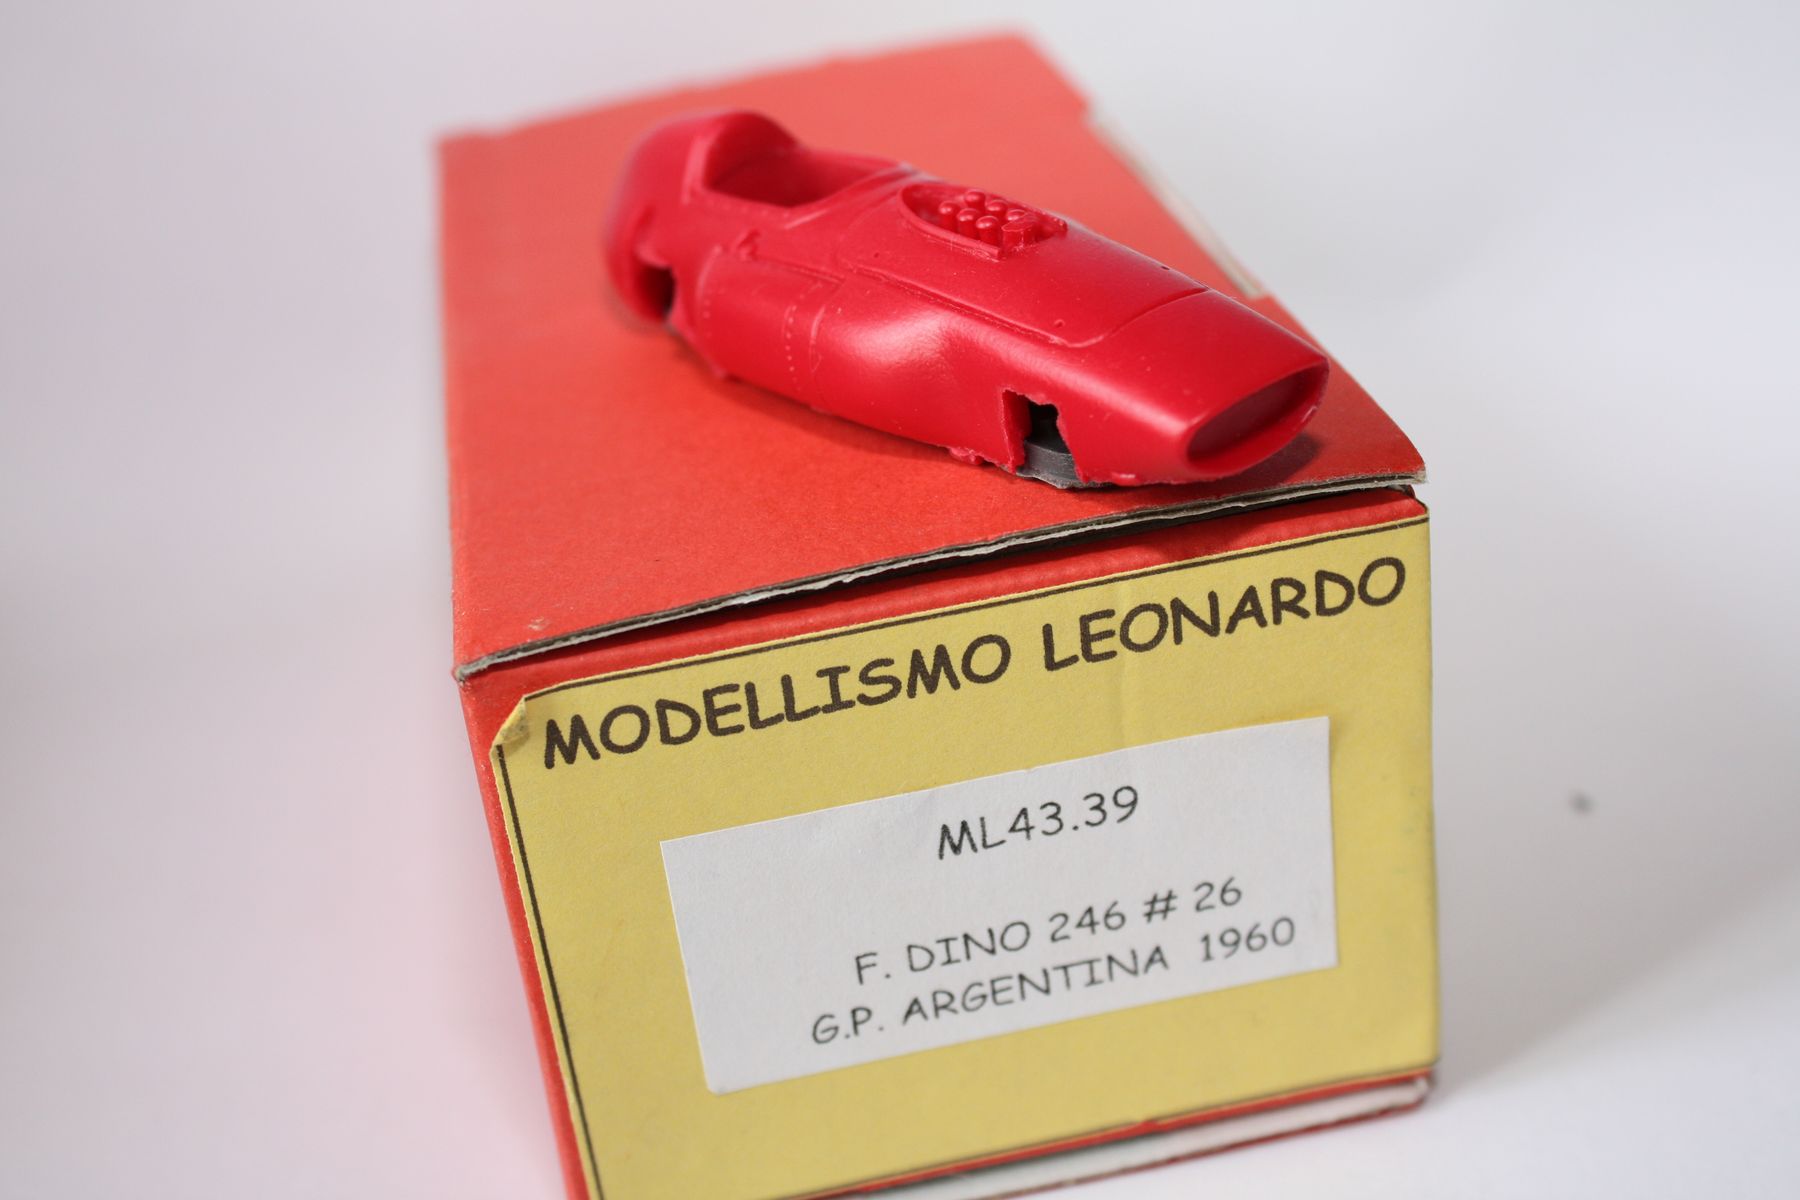 MODELLISMO LEONARDO
ML43.39
F. DINO 246 # 26
G.P. ARGENTINA 1960